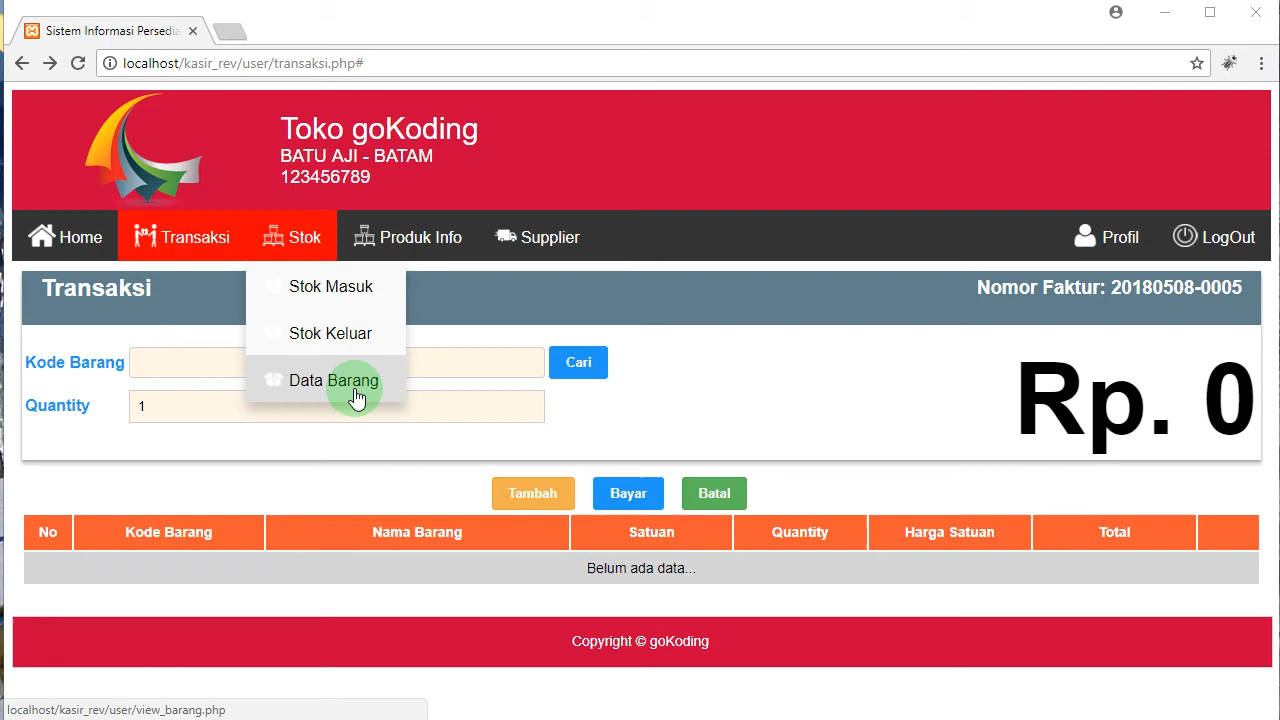 Sistem Informasi Persedia
localhost/kasir_rev/user/transaksi.php#
Toko goKoding
BATU AJI - BATAM
123456789
Home Transaksi Stok Produk Info Supplier Profil LogOut
Stok Masuk
Stok Keluar
Data Barang
Transaksi
Nomor Faktur: 20180508-0005
Kode Barang
Cari
Quantity
1
Rp. 0
Tambah Bayar Batal
No Kode Barang Nama Barang Satuan Quantity Harga Satuan Total
Belum ada data...
Copyright © goKoding
localhost/kasir_rev/user/view_barang.php